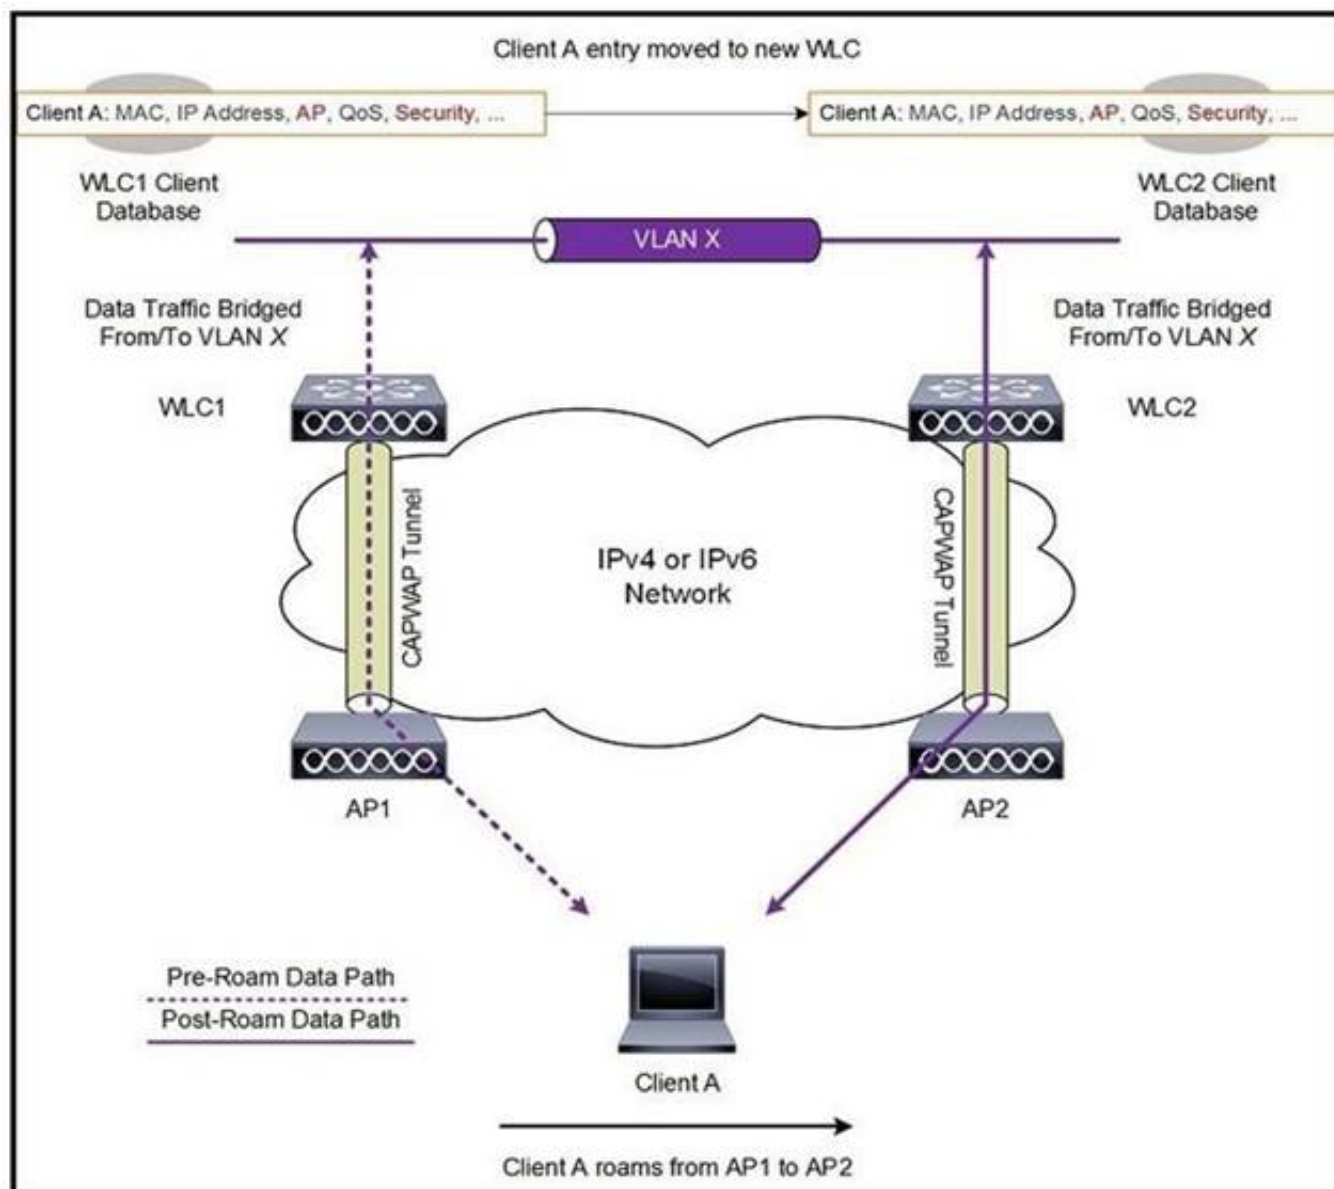 Client A entry moved to new WLC
Client A: MAC, IP Address, AP, QoS, Security, ...
Client A: MAC, IP Address, AP, QoS, Security, ...
WLC1 Client
Database
WLC2 Client
Database
VLAN X
Data Traffic Bridged
From/To VLAN X
Data Traffic Bridged
From/To VLAN X
WLC1
WLC2
CAPWAP Tunnel
IPv4 or IPv6
Network
CAPWAP Tunnel
AP1
AP2
Pre-Roam Data Path
Post-Roam Data Path
Client A
Client A roams from AP1 to AP2